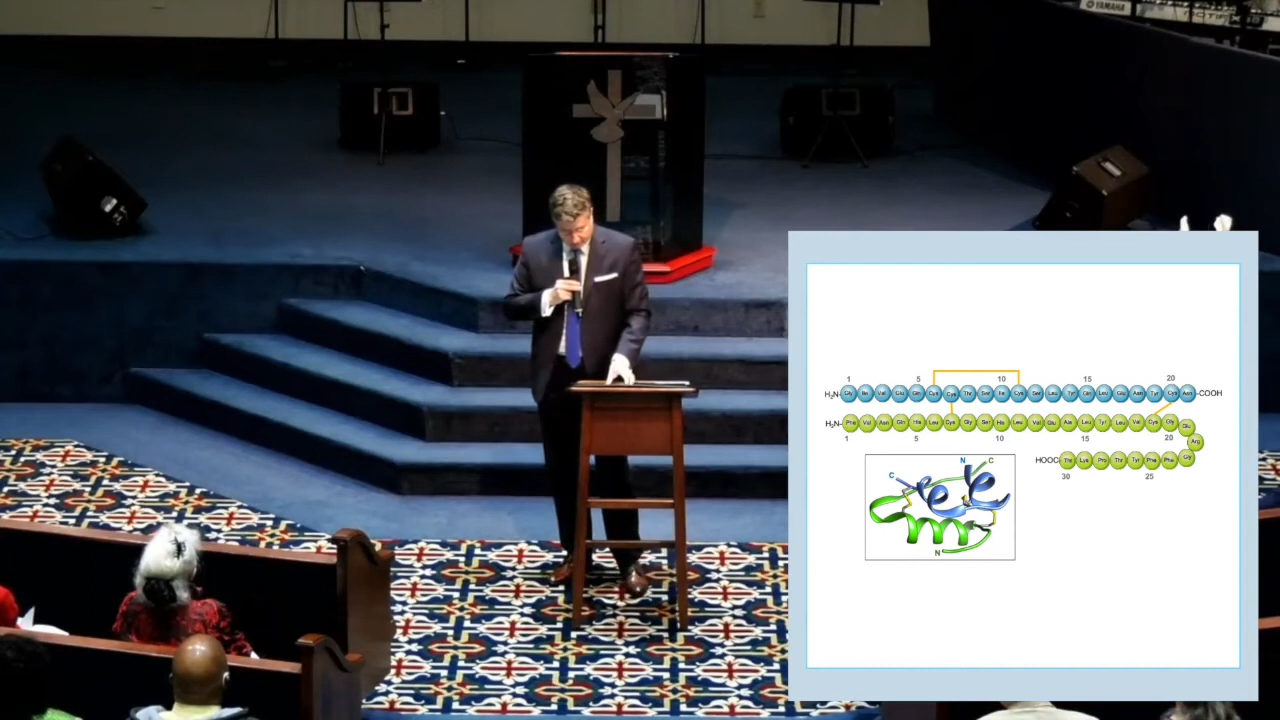 YAMAHA
1 5 10 15 20
H₂N- Gly Ile Val Glu Gln Cys Cys Thr Ser Ile Cys Ser Leu Tyr Gln Leu Glu Asn Tyr Cys Asn -COOH
H₂N- Phe Val Asn Gln His Leu Cys Gly Ser His Leu Val Glu Ala Leu Tyr Leu Val Cys Gly Glu
1 5 10 15 20
Arg
HOOC Thr Lys Pro Thr Tyr Phe Phe Gly
30 25
N C
C
N